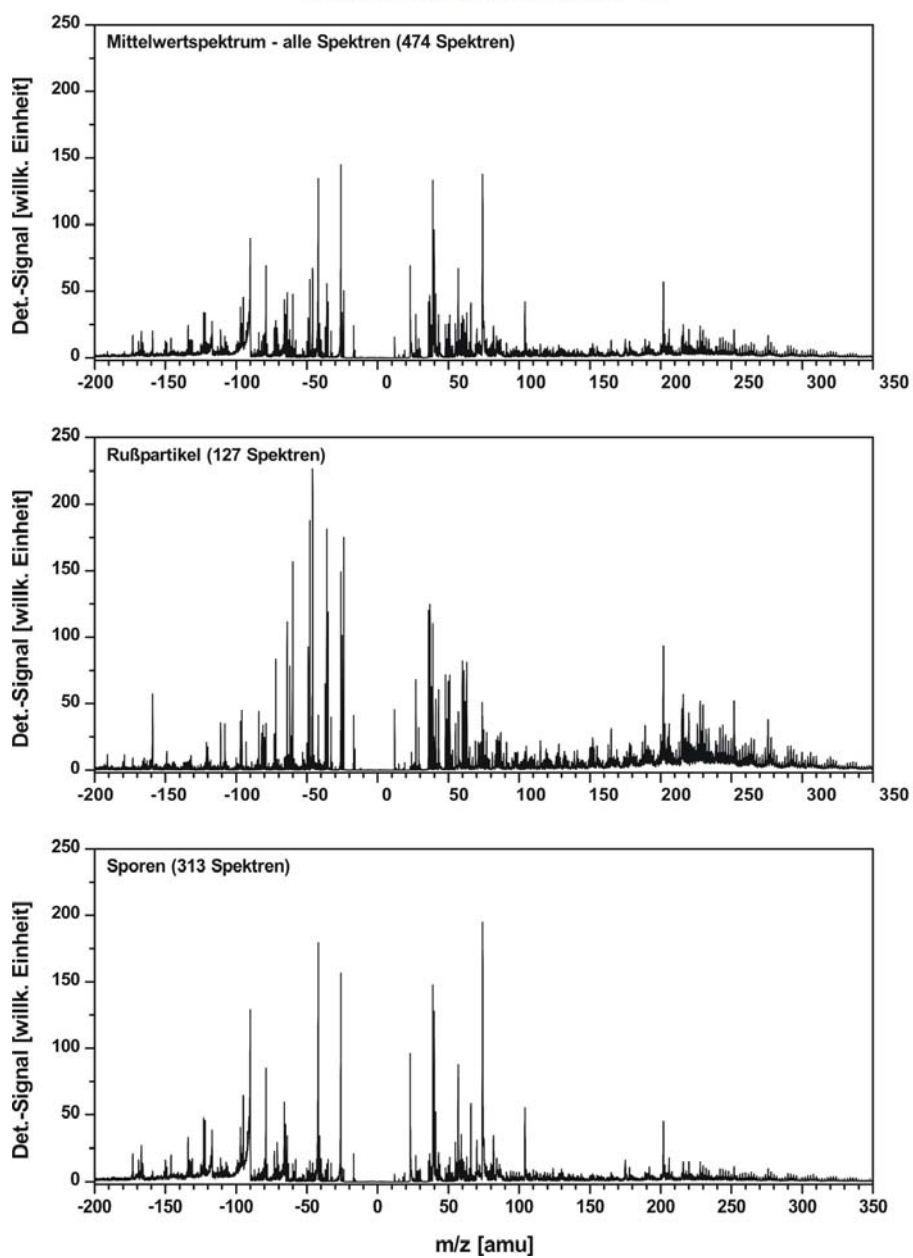 Det.-Signal [willk. Einheit]
250
200
150
100
50
0
Mittelwertspektrum - alle Spektren (474 Spektren)
-200 -150 -100 -50 0 50 100 150 200 250 300 350
Det.-Signal [willk. Einheit]
250
200
150
100
50
0
Rußpartikel (127 Spektren)
-200 -150 -100 -50 0 50 100 150 200 250 300 350
Det.-Signal [willk. Einheit]
250
200
150
100
50
0
Sporen (313 Spektren)
-200 -150 -100 -50 0 50 100 150 200 250 300 350
m/z [amu]